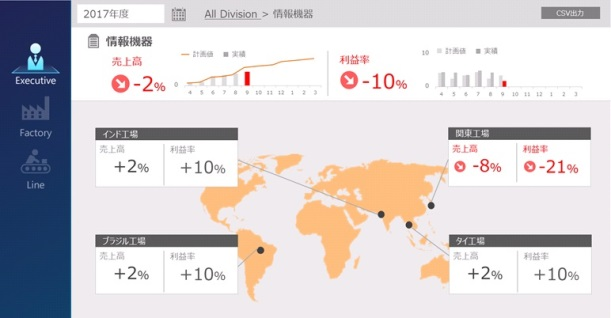 2017年度
All Division > 情報機器
CSV出力
Executive
Factory
Line
情報機器
売上高
-2%
計画値 実績
0
4 5 6 7 8 9 10 11 12 1 2 3
利益率
-10%
計画値 実績
10
0
4 5 6 7 8 9 10 11 12 1 2 3
インド工場
売上高 利益率
+2% +10%
関東工場
売上高 利益率
-8% -21%
ブラジル工場
売上高 利益率
+2% +10%
タイ工場
売上高 利益率
+2% +10%